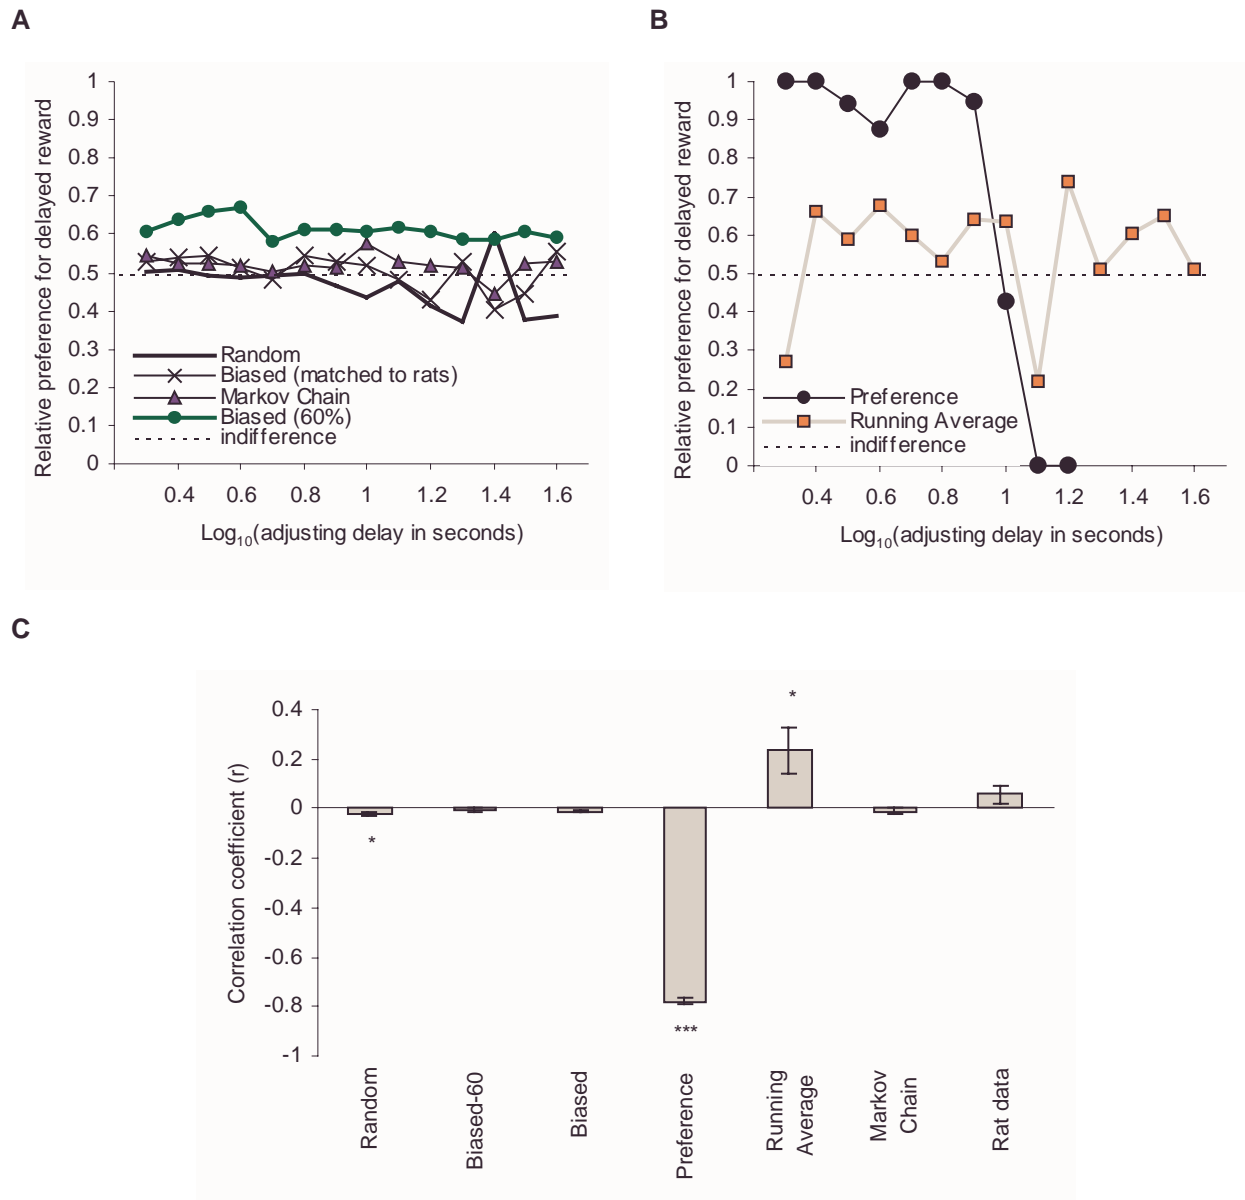 A
Relative preference for delayed reward
1
0.9
0.8
0.7
0.6
0.5
0.4
0.3
0.2
0.1
0
Random
Biased (matched to rats)
Markov Chain
Biased (60%)
indifference
0.4 0.6 0.8 1 1.2 1.4 1.6
Log10(adjusting delay in seconds)
B
Relative preference for delayed reward
1
0.9
0.8
0.7
0.6
0.5
0.4
0.3
0.2
0.1
0
Preference
Running Average
indifference
0.4 0.6 0.8 1 1.2 1.4 1.6
Log10(adjusting delay in seconds)
C
Correlation coefficient (r)
0.4
0.2
0
-0.2
-0.4
-0.6
-0.8
-1
*
***
*
Random
Biased-60
Biased
Preference
Running
Average
Markov
Chain
Rat data